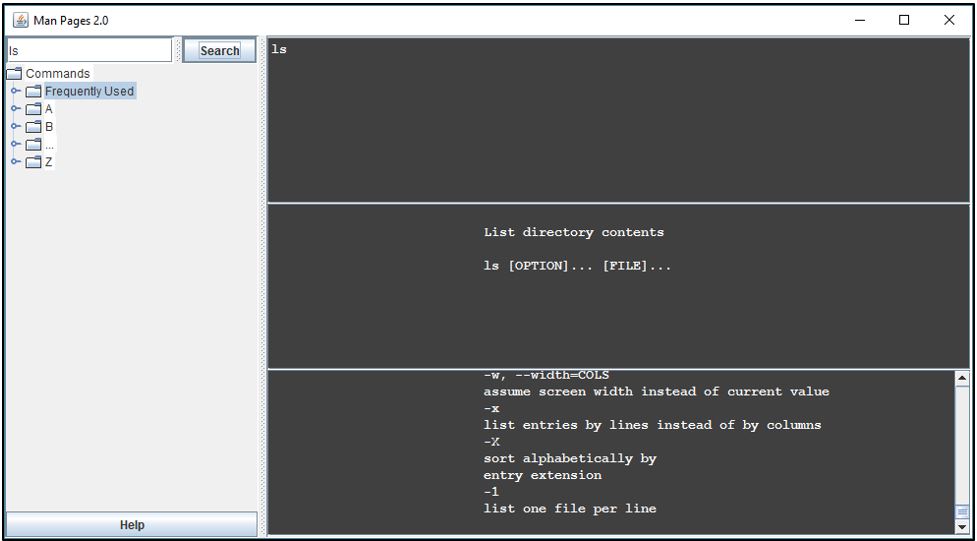 Man Pages 2.0
ls
Search
Commands
Frequently Used
A
B
...
Z
Help
ls
List directory contents
ls [OPTION]... [FILE]...
-w, --width=COLS
assume screen width instead of current value
-x
list entries by lines instead of by columns
-X
sort alphabetically by
entry extension
-1
list one file per line